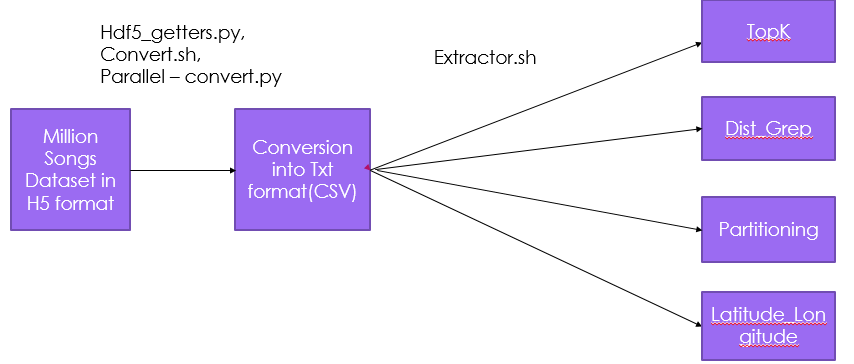 Hdf5_getters.py,
Convert.sh,
Parallel – convert.py
Extractor.sh
Million
Songs
Dataset in
H5 format
Conversion
into Txt
format(CSV)
TopK
Dist_Grep
Partitioning
Latitude_Lon
gitude